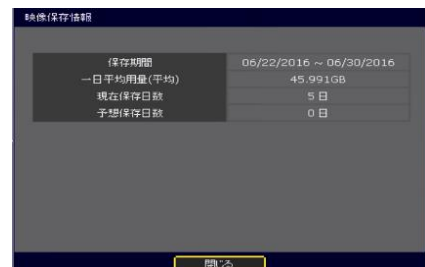 映像保存情報
保存期間 06/22/2016 ~ 06/30/2016
一日平均用量(平均) 45.991GB
現在保存日数 5 日
予想保存日数 0 日
閉じる